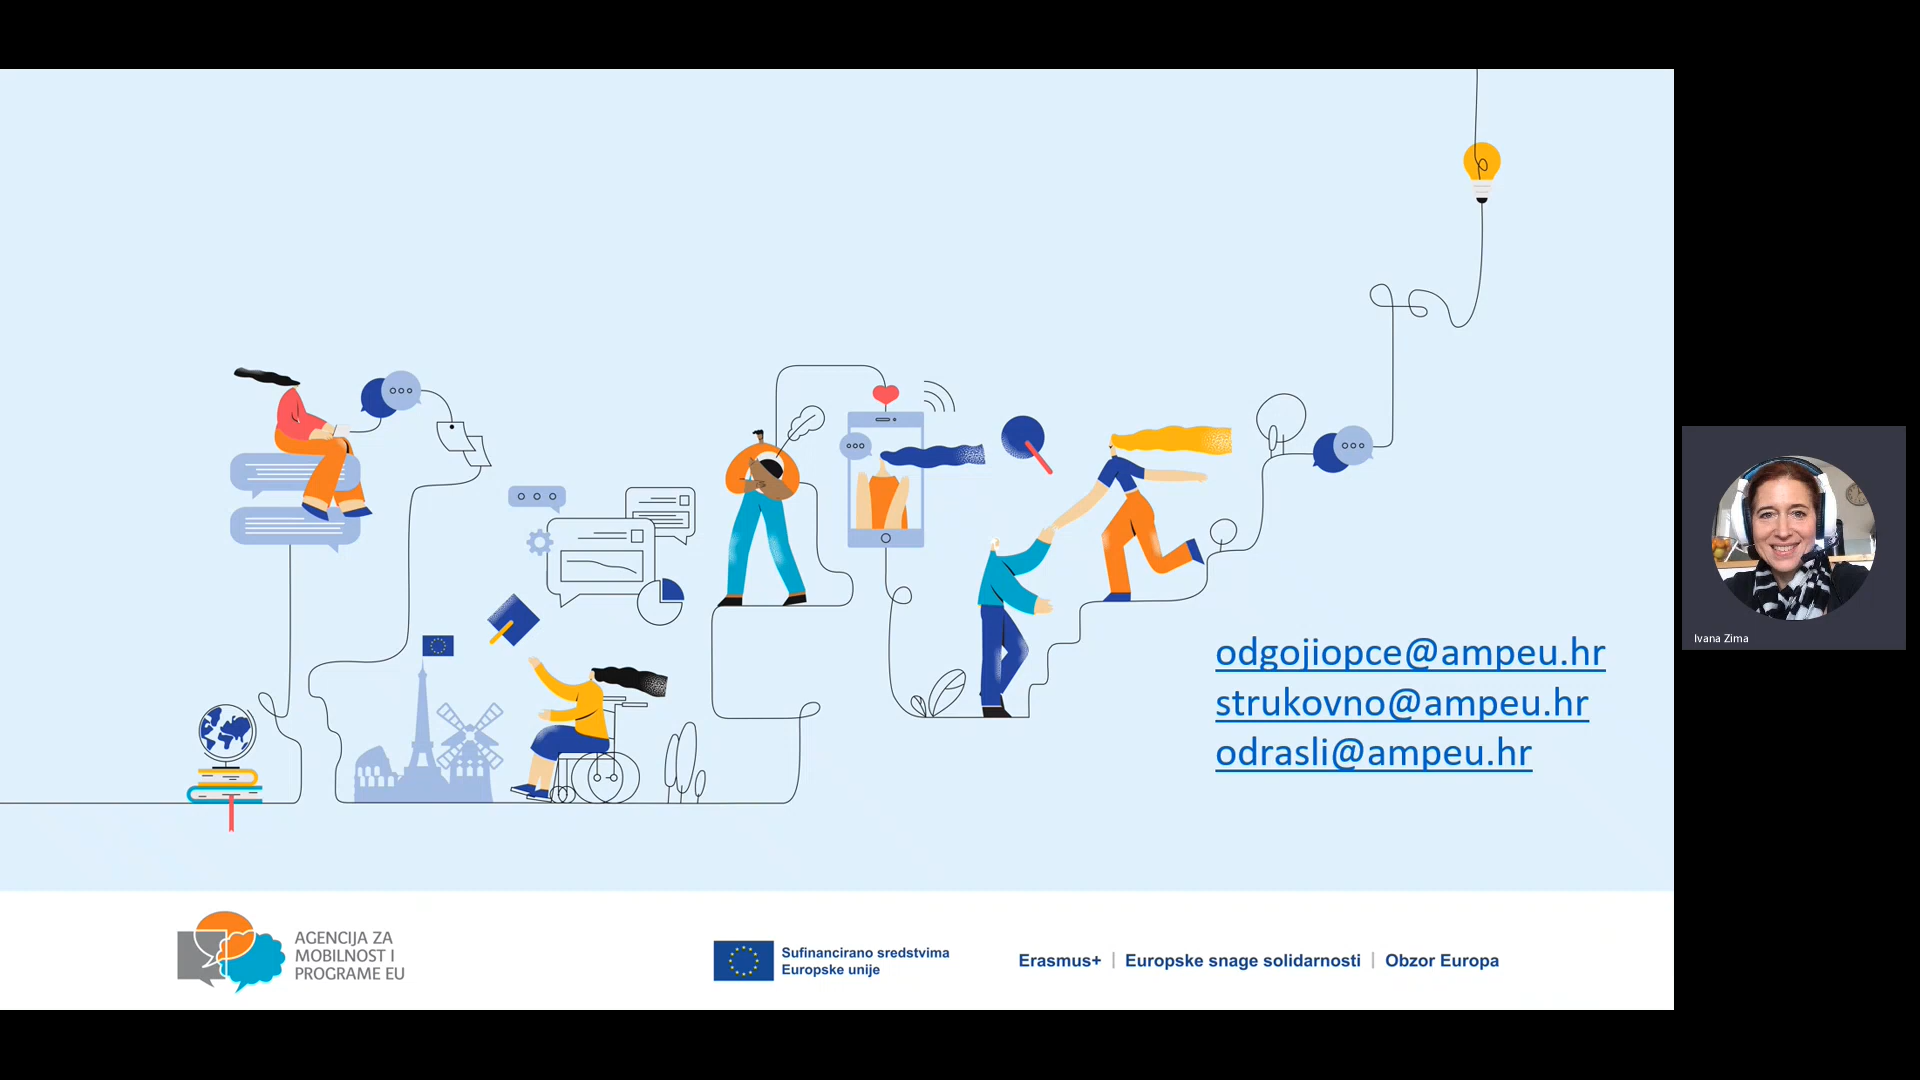 odgojiopce@ampeu.hr
strukovno@ampeu.hr
odrasli@ampeu.hr
Ivana Zima
AGENCIJA ZA
MOBILNOST I
PROGRAME EU
Sufinancirano sredstvima
Europske unije
Erasmus+ | Europske snage solidarnosti | Obzor Europa